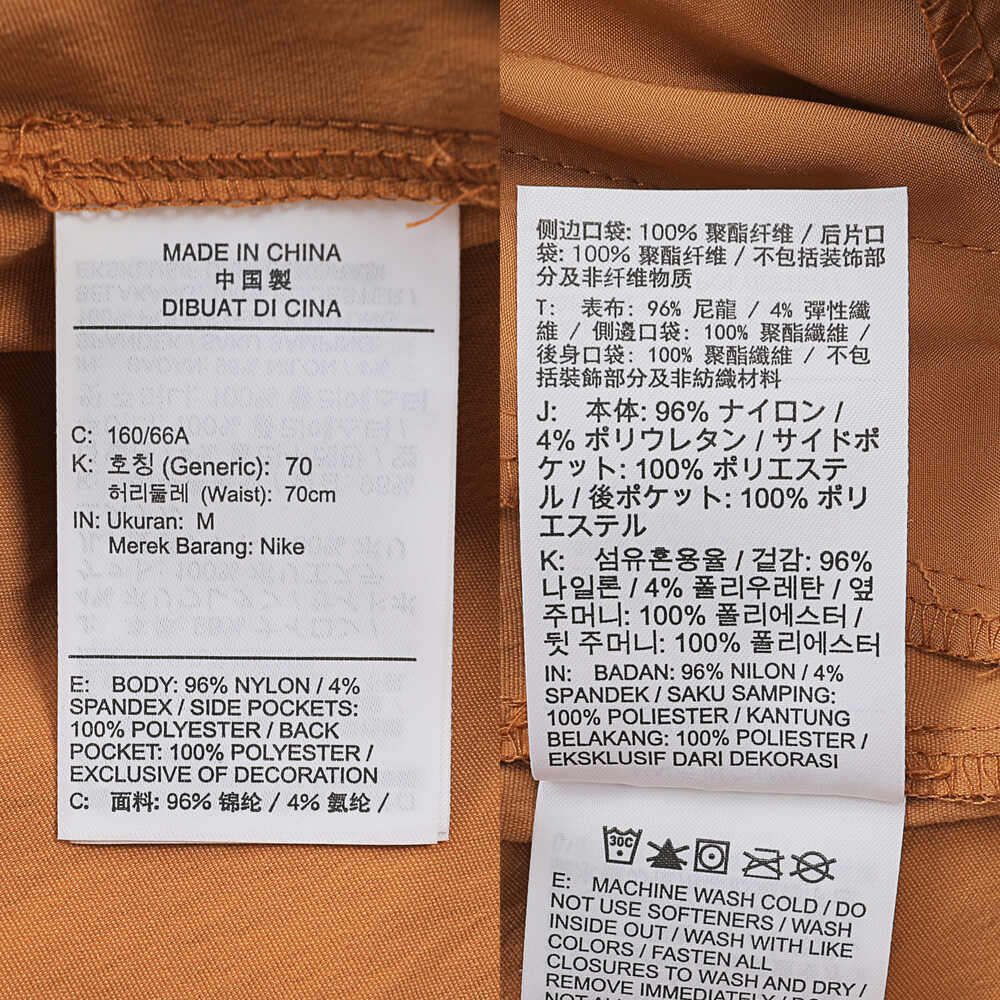 MADE IN CHINA
中国製
DIBUAT DI CINA
C: 160/66A
K: 호칭 (Generic): 70
허리둘레 (Waist): 70cm
IN: Ukuran: M
Merek Barang: Nike
E: BODY: 96% NYLON / 4%
SPANDEX / SIDE POCKETS:
100% POLYESTER / BACK
POCKET: 100% POLYESTER /
EXCLUSIVE OF DECORATION
C: 面料: 96% 锦纶 / 4% 氨纶 /
侧边口袋: 100% 聚酯纤维 / 后片口
袋: 100% 聚酯纤维 / 不包括装饰部
分及非纤维物质
T: 表布: 96% 尼龍 / 4% 彈性纖
維 / 側邊口袋: 100% 聚酯纖維 /
後身口袋: 100% 聚酯纖維 / 不包
括裝飾部分及非紡織材料
J: 本体: 96% ナイロン /
4% ポリウレタン / サイドポ
ケット: 100% ポリエステ
ル / 後ポケット: 100% ポリ
エステル
K: 섬유혼용율 / 겉감: 96%
나일론 / 4% 폴리우레탄 / 옆
주머니: 100% 폴리에스터 /
뒷 주머니: 100% 폴리에스터
IN: BADAN: 96% NILON / 4%
SPANDEK / SAKU SAMPING:
100% POLIESTER / KANTUNG
BELAKANG: 100% POLIESTER /
EKSKLUSIF DARI DEKORASI
30C
E: MACHINE WASH COLD / DO
NOT USE SOFTENERS / WASH
INSIDE OUT / WASH WITH LIKE
COLORS / FASTEN ALL
CLOSURES TO WASH AND DRY /
REMOVE IMMEDIATELY /